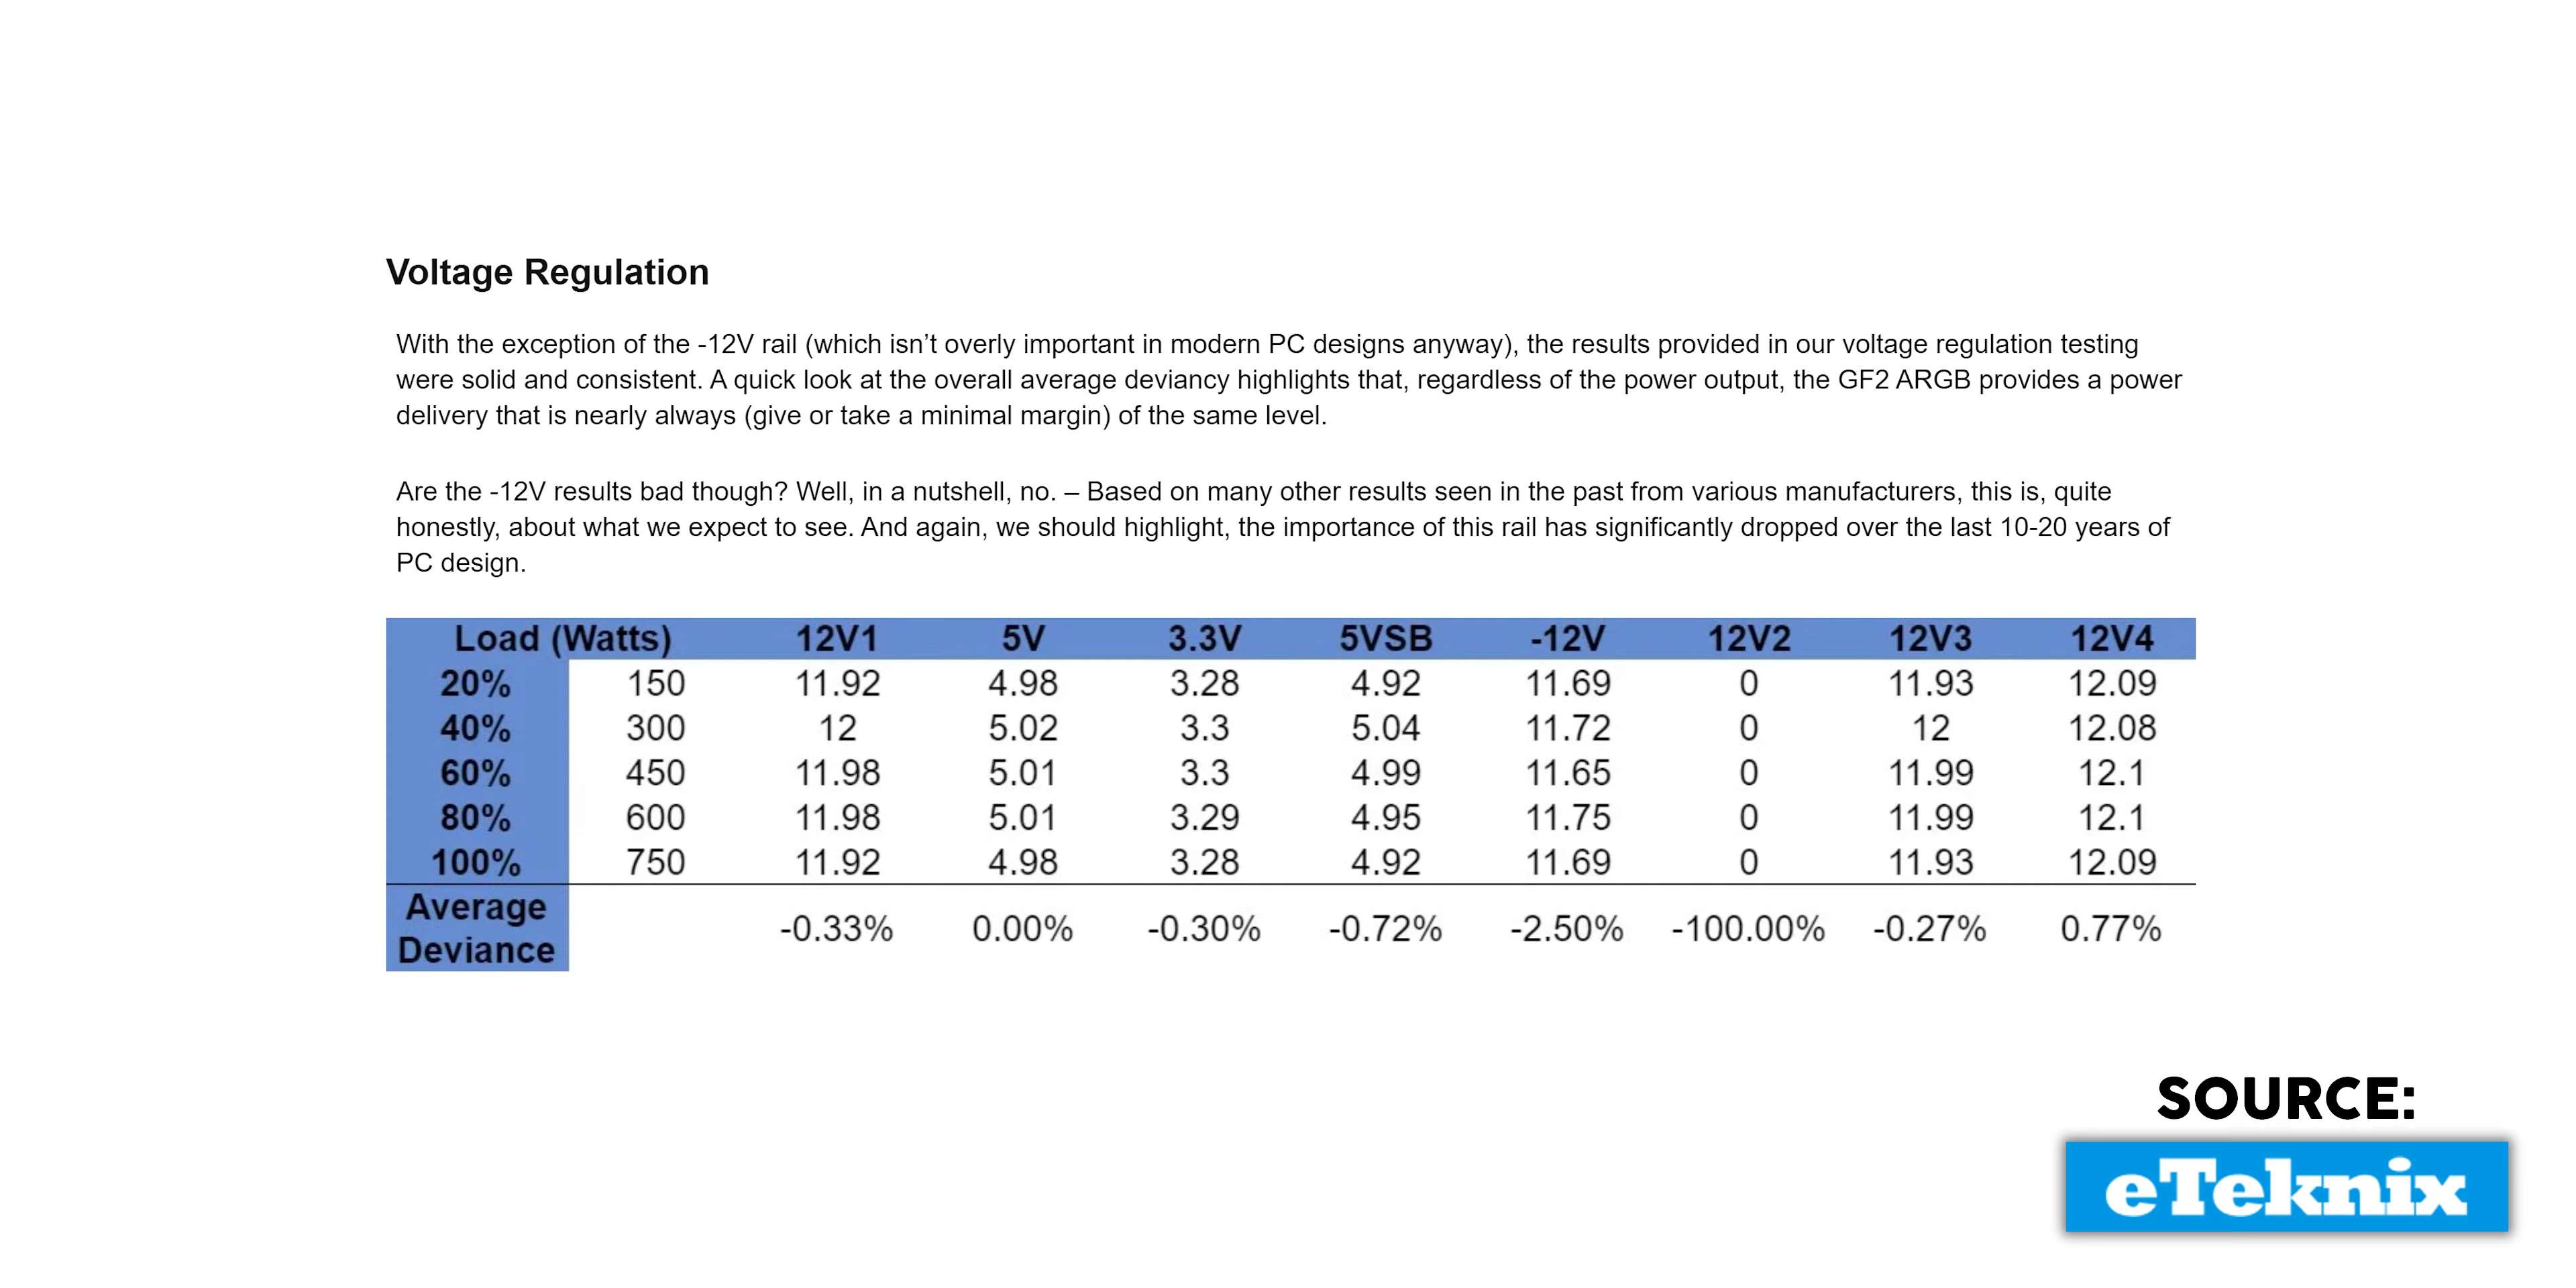 Voltage Regulation
With the exception of the -12V rail (which isn’t overly important in modern PC designs anyway), the results provided in our voltage regulation testing
were solid and consistent. A quick look at the overall average deviancy highlights that, regardless of the power output, the GF2 ARGB provides a power
delivery that is nearly always (give or take a minimal margin) of the same level.
Are the -12V results bad though? Well, in a nutshell, no. – Based on many other results seen in the past from various manufacturers, this is, quite
honestly, about what we expect to see. And again, we should highlight, the importance of this rail has significantly dropped over the last 10-20 years of
PC design.
Load (Watts) 12V1 5V 3.3V 5VSB -12V 12V2 12V3 12V4
20% 150 11.92 4.98 3.28 4.92 11.69 0 11.93 12.09
40% 300 12 5.02 3.3 5.04 11.72 0 12 12.08
60% 450 11.98 5.01 3.3 4.99 11.65 0 11.99 12.1
80% 600 11.98 5.01 3.29 4.95 11.75 0 11.99 12.1
100% 750 11.92 4.98 3.28 4.92 11.69 0 11.93 12.09
Average
Deviance
-0.33% 0.00% -0.30% -0.72% -2.50% -100.00% -0.27% 0.77%
SOURCE:
eTeknix